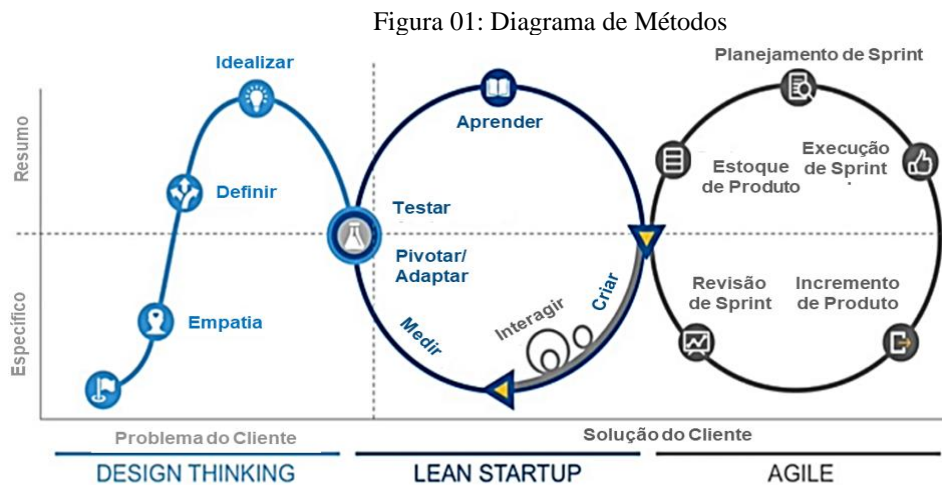 Figura 01: Diagrama de Métodos
Resumo
Específico
Idealizar
Definir
Empatia
Aprender
Testar
Pivotar/
Adaptar
Medir
Interagir
Criar
Planejamento de Sprint
Estoque
de Produto
Execução
de Sprint
Revisão
de Sprint
Incremento
de Produto
Problema do Cliente
Solução do Cliente
DESIGN THINKING
LEAN STARTUP
AGILE